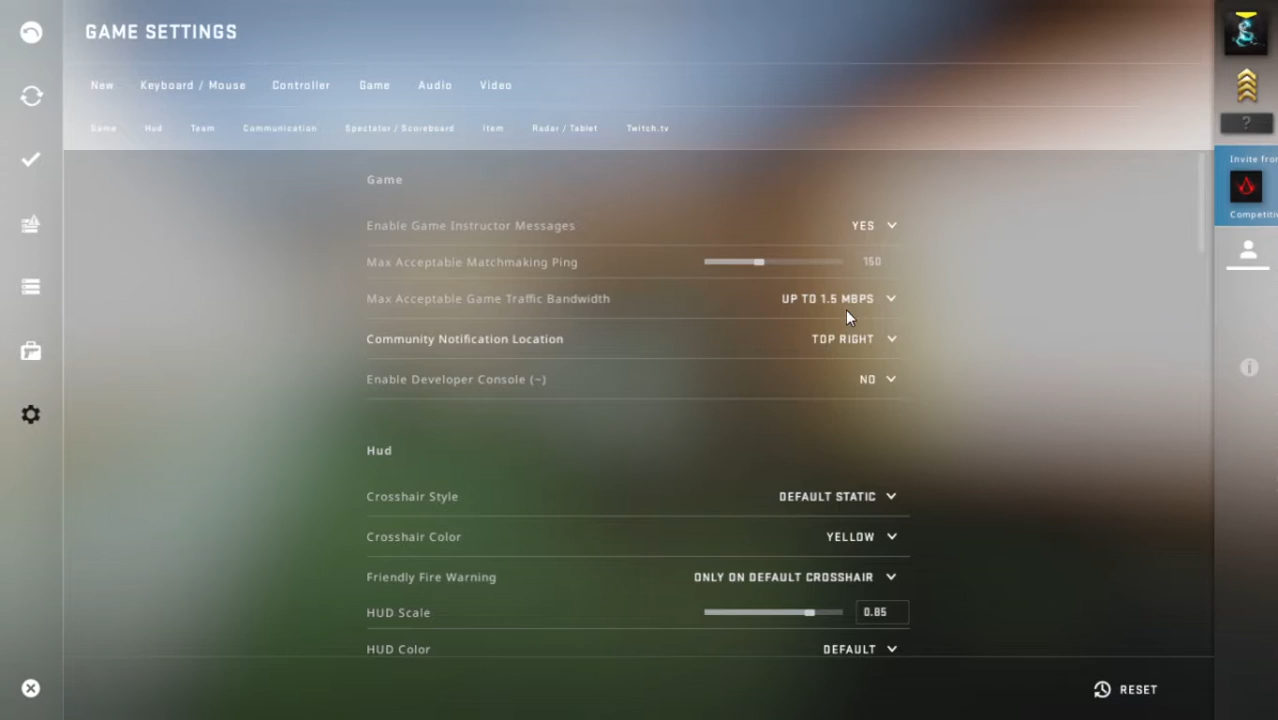 GAME SETTINGS
New Keyboard / Mouse Controller Game Audio Video
Game Hud Team Communication Spectator / Scoreboard Item Radar / Tablet Twitch.tv
Game
Enable Game Instructor Messages YES
Max Acceptable Matchmaking Ping 150
Max Acceptable Game Traffic Bandwidth UP TO 1.5 MBPS
Community Notification Location TOP RIGHT
Enable Developer Console (~) NO
Hud
Crosshair Style DEFAULT STATIC
Crosshair Color YELLOW
Friendly Fire Warning ONLY ON DEFAULT CROSSHAIR
HUD Scale 0.85
HUD Color DEFAULT
RESET
?
Invite fro
Competiti